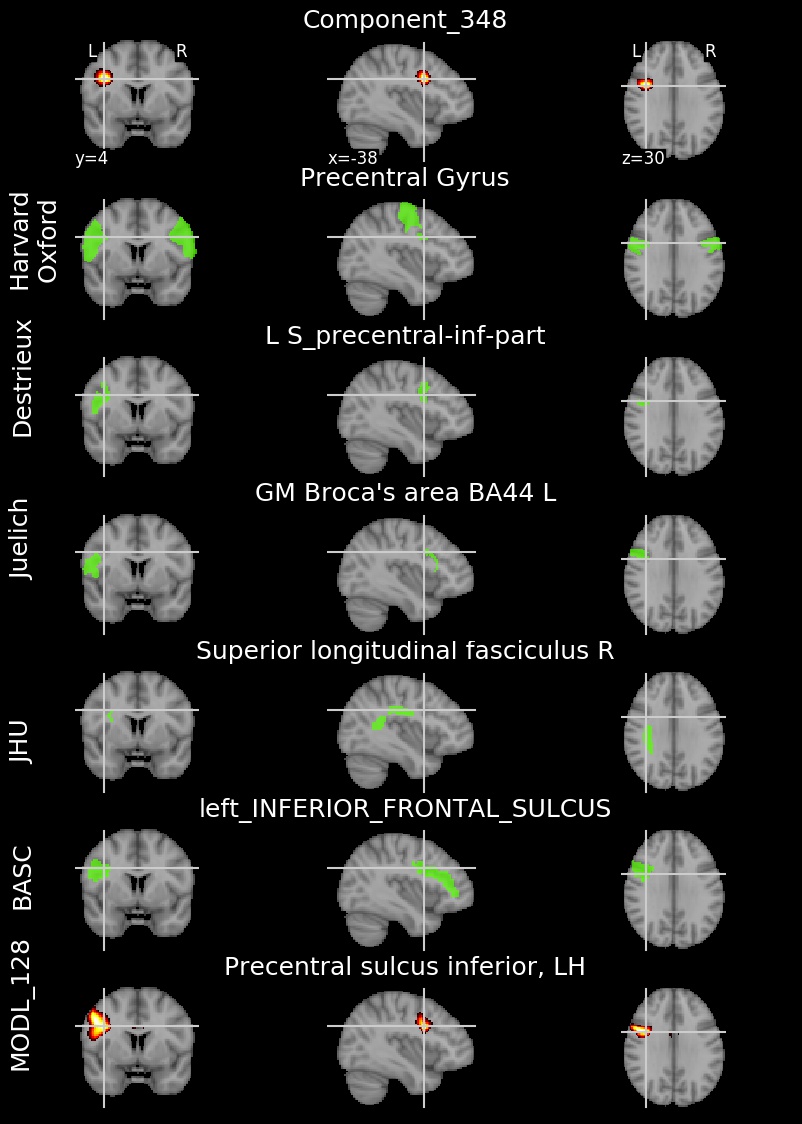 Component_348
L R
L R
y=4
x=-38
z=30
Precentral Gyrus
Harvard
Oxford
L S_precentral-inf-part
Destrieux
GM Broca's area BA44 L
Juelich
Superior longitudinal fasciculus R
JHU
left_INFERIOR_FRONTAL_SULCUS
BASC
Precentral sulcus inferior, LH
MODL_128